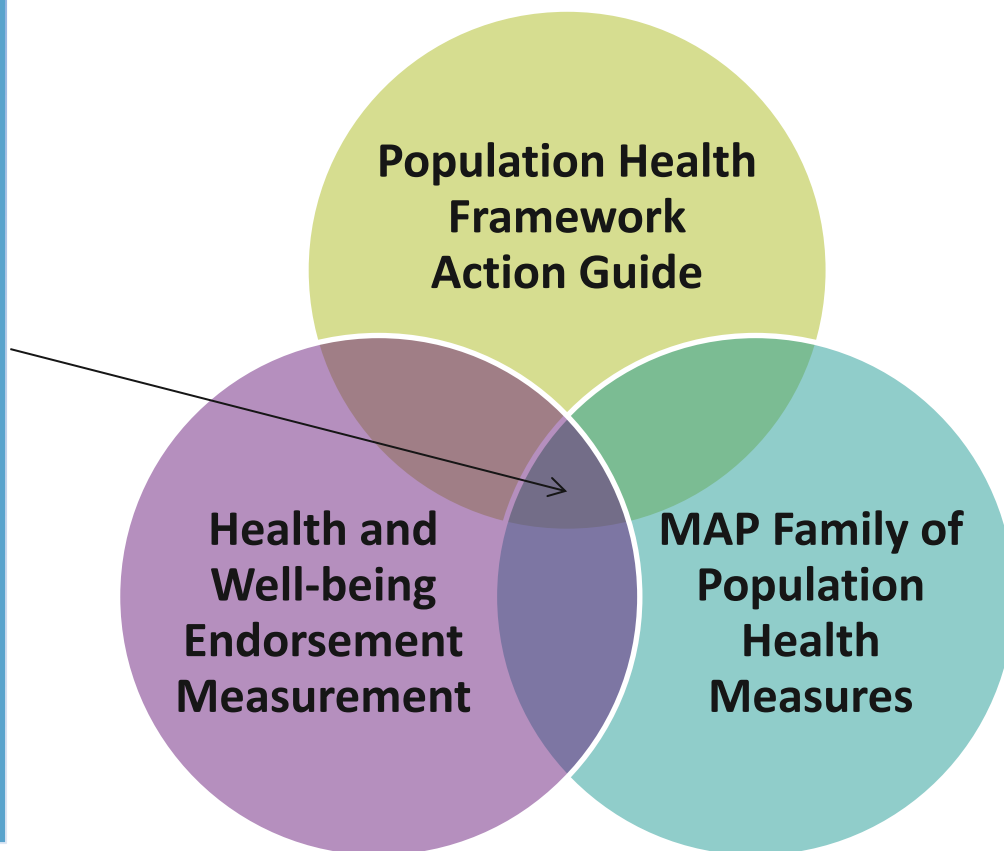 Population Health
Framework
Action Guide
Health and
Well-being
Endorsement
Measurement
MAP Family of
Population
Health
Measures